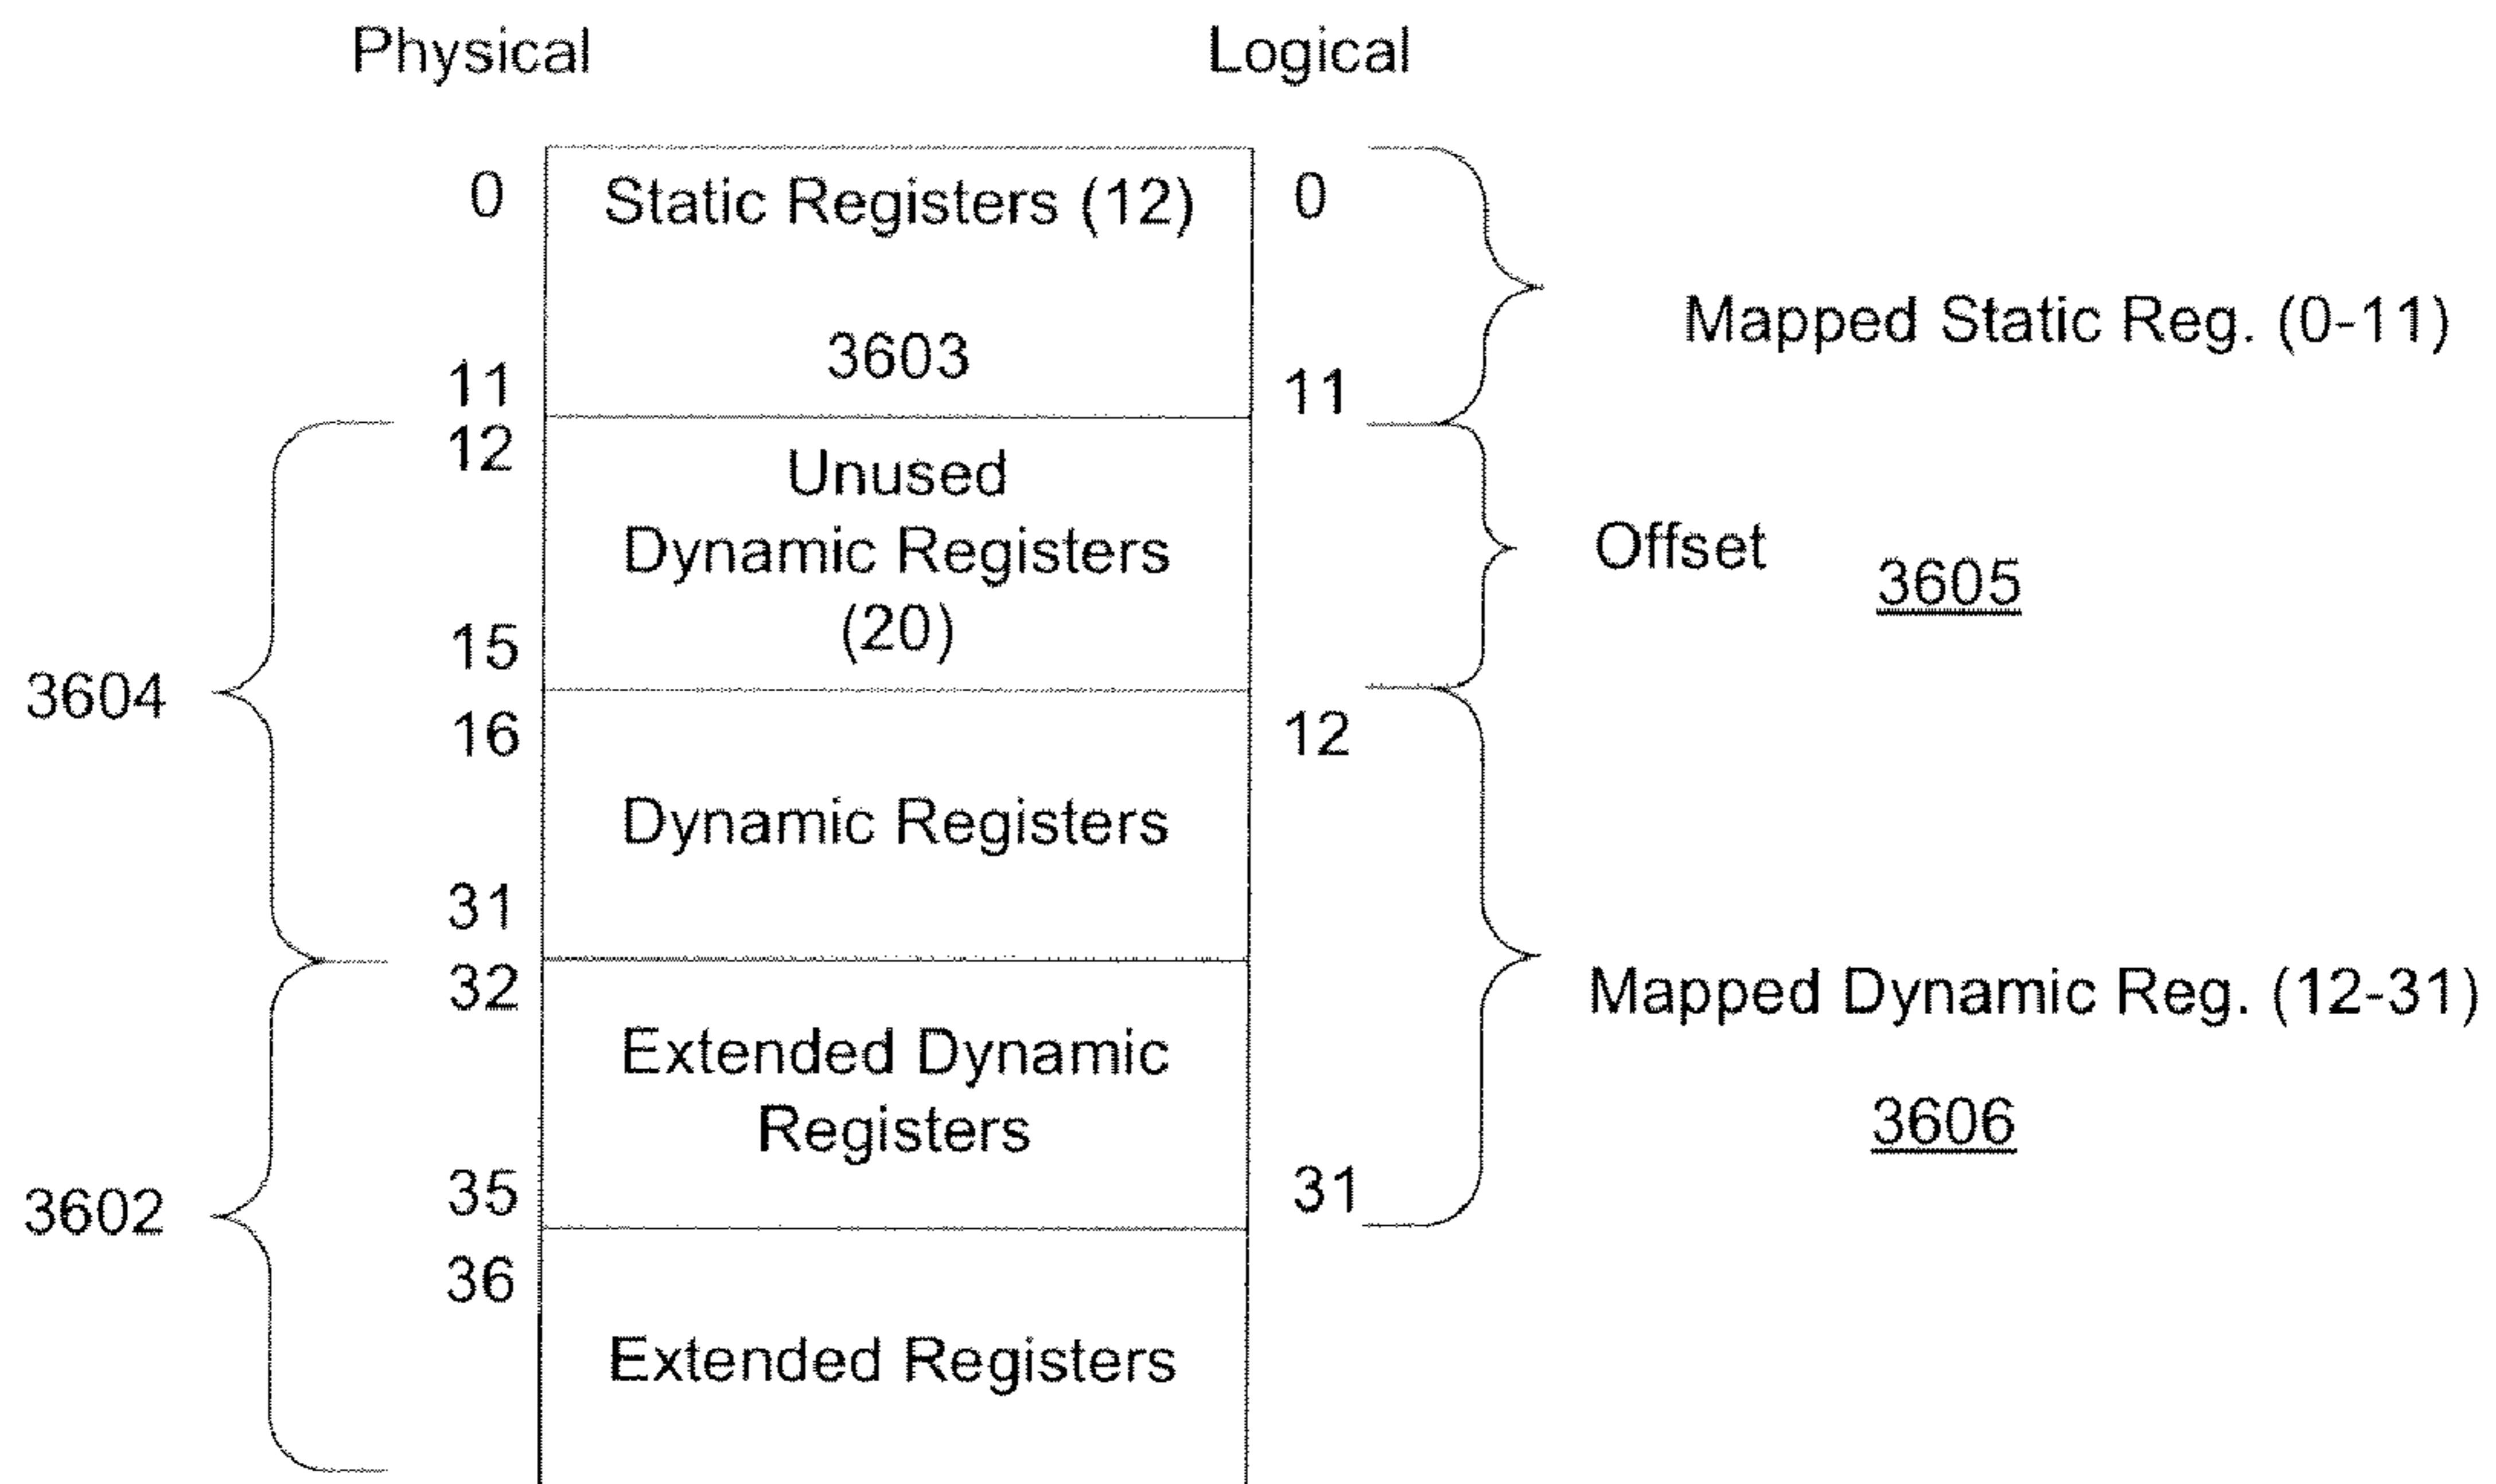 Physical
Logical
0
Static Registers (12)
0
Mapped Static Reg. (0-11)
3603
11
11
12
Unused
Dynamic Registers
(20)
Offset
3605
15
3604
16
12
Dynamic Registers
31
32
Mapped Dynamic Reg. (12-31)
Extended Dynamic
Registers
3606
35
31
3602
36
Extended Registers